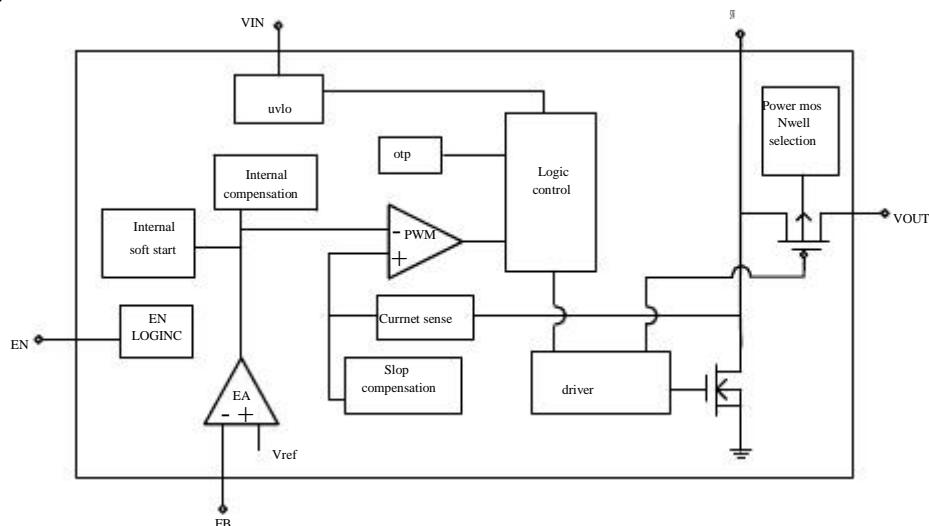 VIN
uvlo
Power mos
Nwell
selection
otp
Logic
control
Internal
compensation
Internal
soft start
PWM
-
+
VOUT
EN
LOGINC
EN
Currnet sense
Slop
compensation
driver
EA
- +
Vref
FB